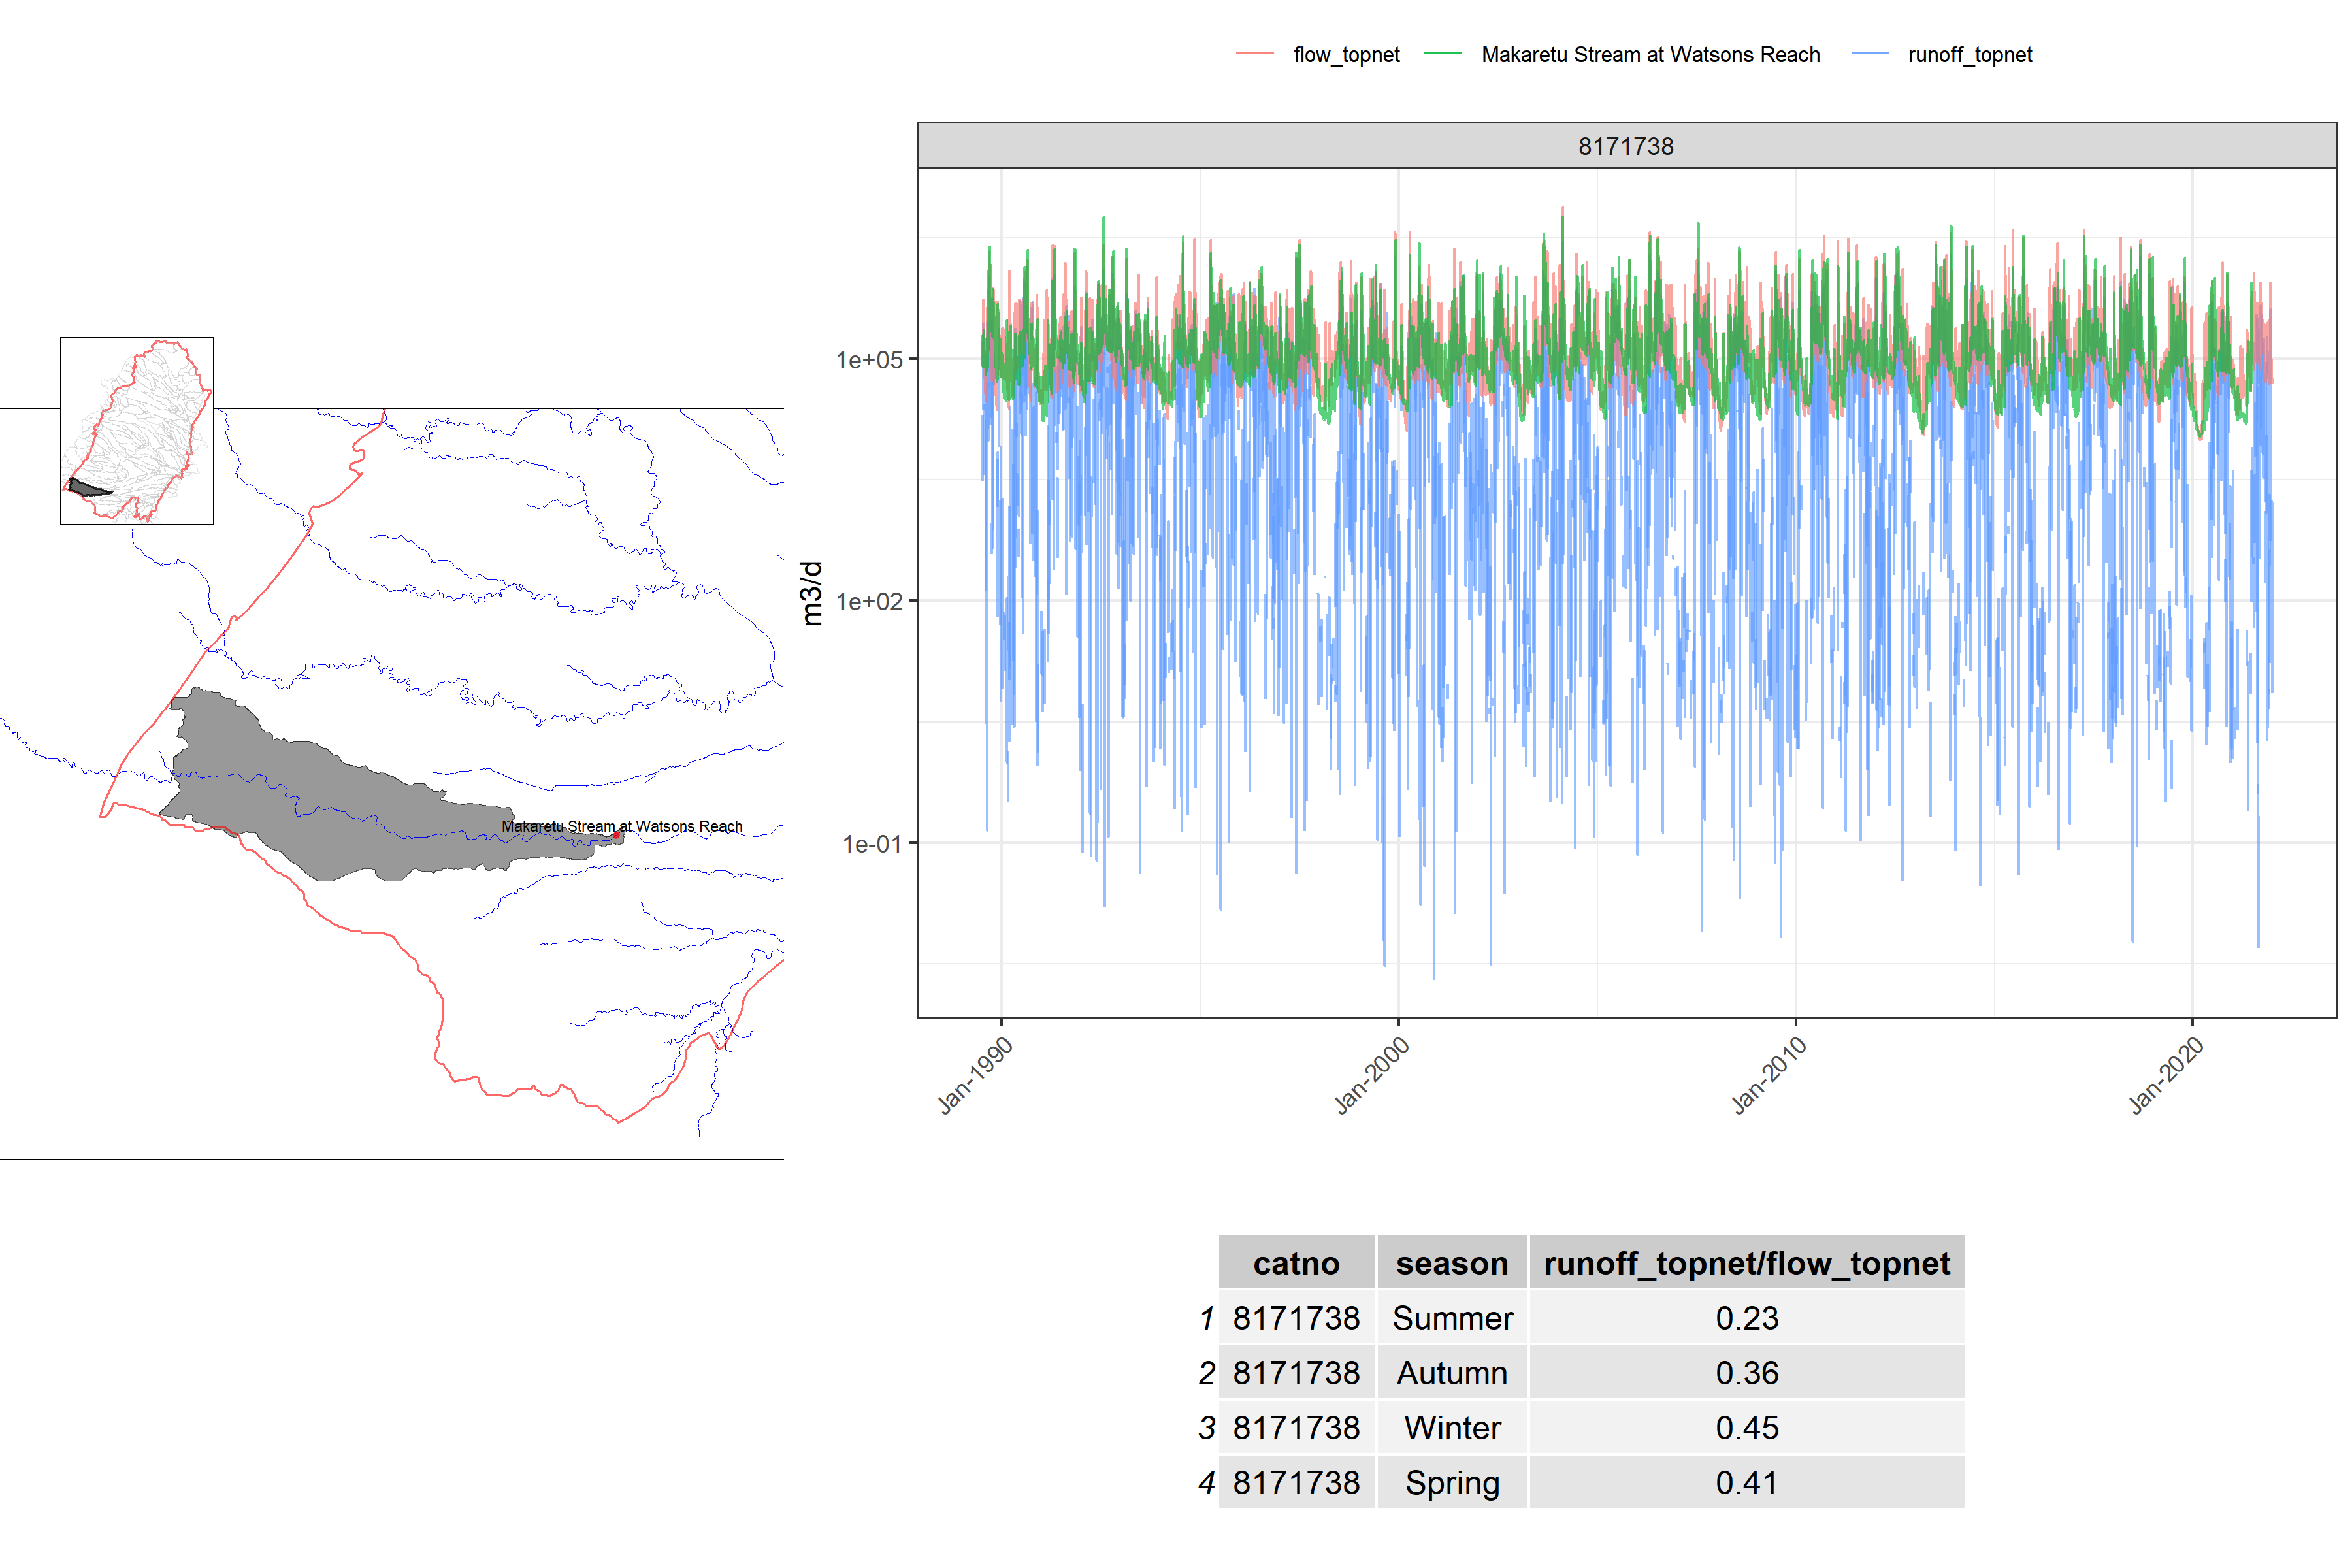 flow_topnet Makaretu Stream at Watsons Reach runoff_topnet
8171738
m3/d
1e+05
1e+02
1e-01
Jan-1990 Jan-2000 Jan-2010 Jan-2020
Makaretu Stream at Watsons Reach
catno season runoff_topnet/flow_topnet
1 8171738 Summer 0.23
2 8171738 Autumn 0.36
3 8171738 Winter 0.45
4 8171738 Spring 0.41